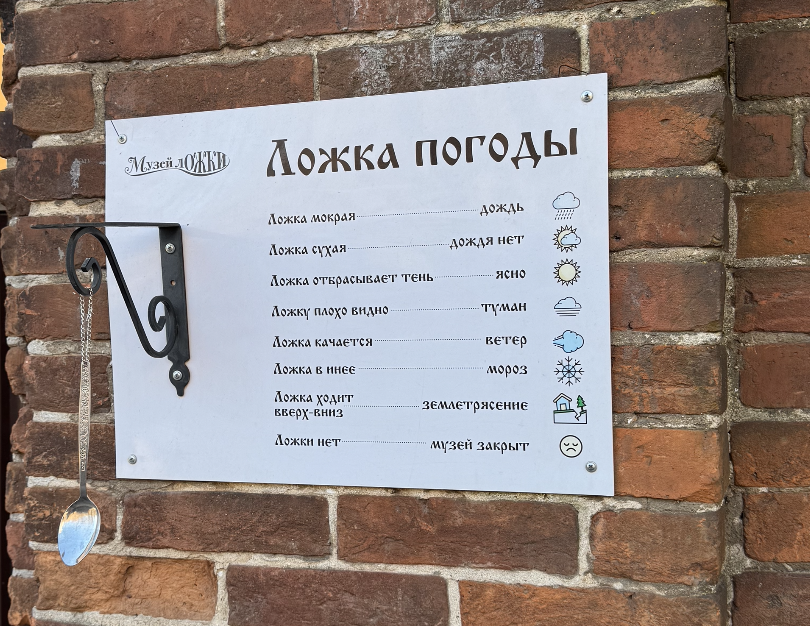 Музей ЛОЖКИ
Ложка погоды
Ложка мокрая дождь
Ложка сухая дождя нет
Ложка отбрасывает тень ясно
Ложку плохо видно туман
Ложка качается ветер
Ложка в инее мороз
Ложка ходит
вверх-вниз землетрясение
Ложки нет музей закрыт